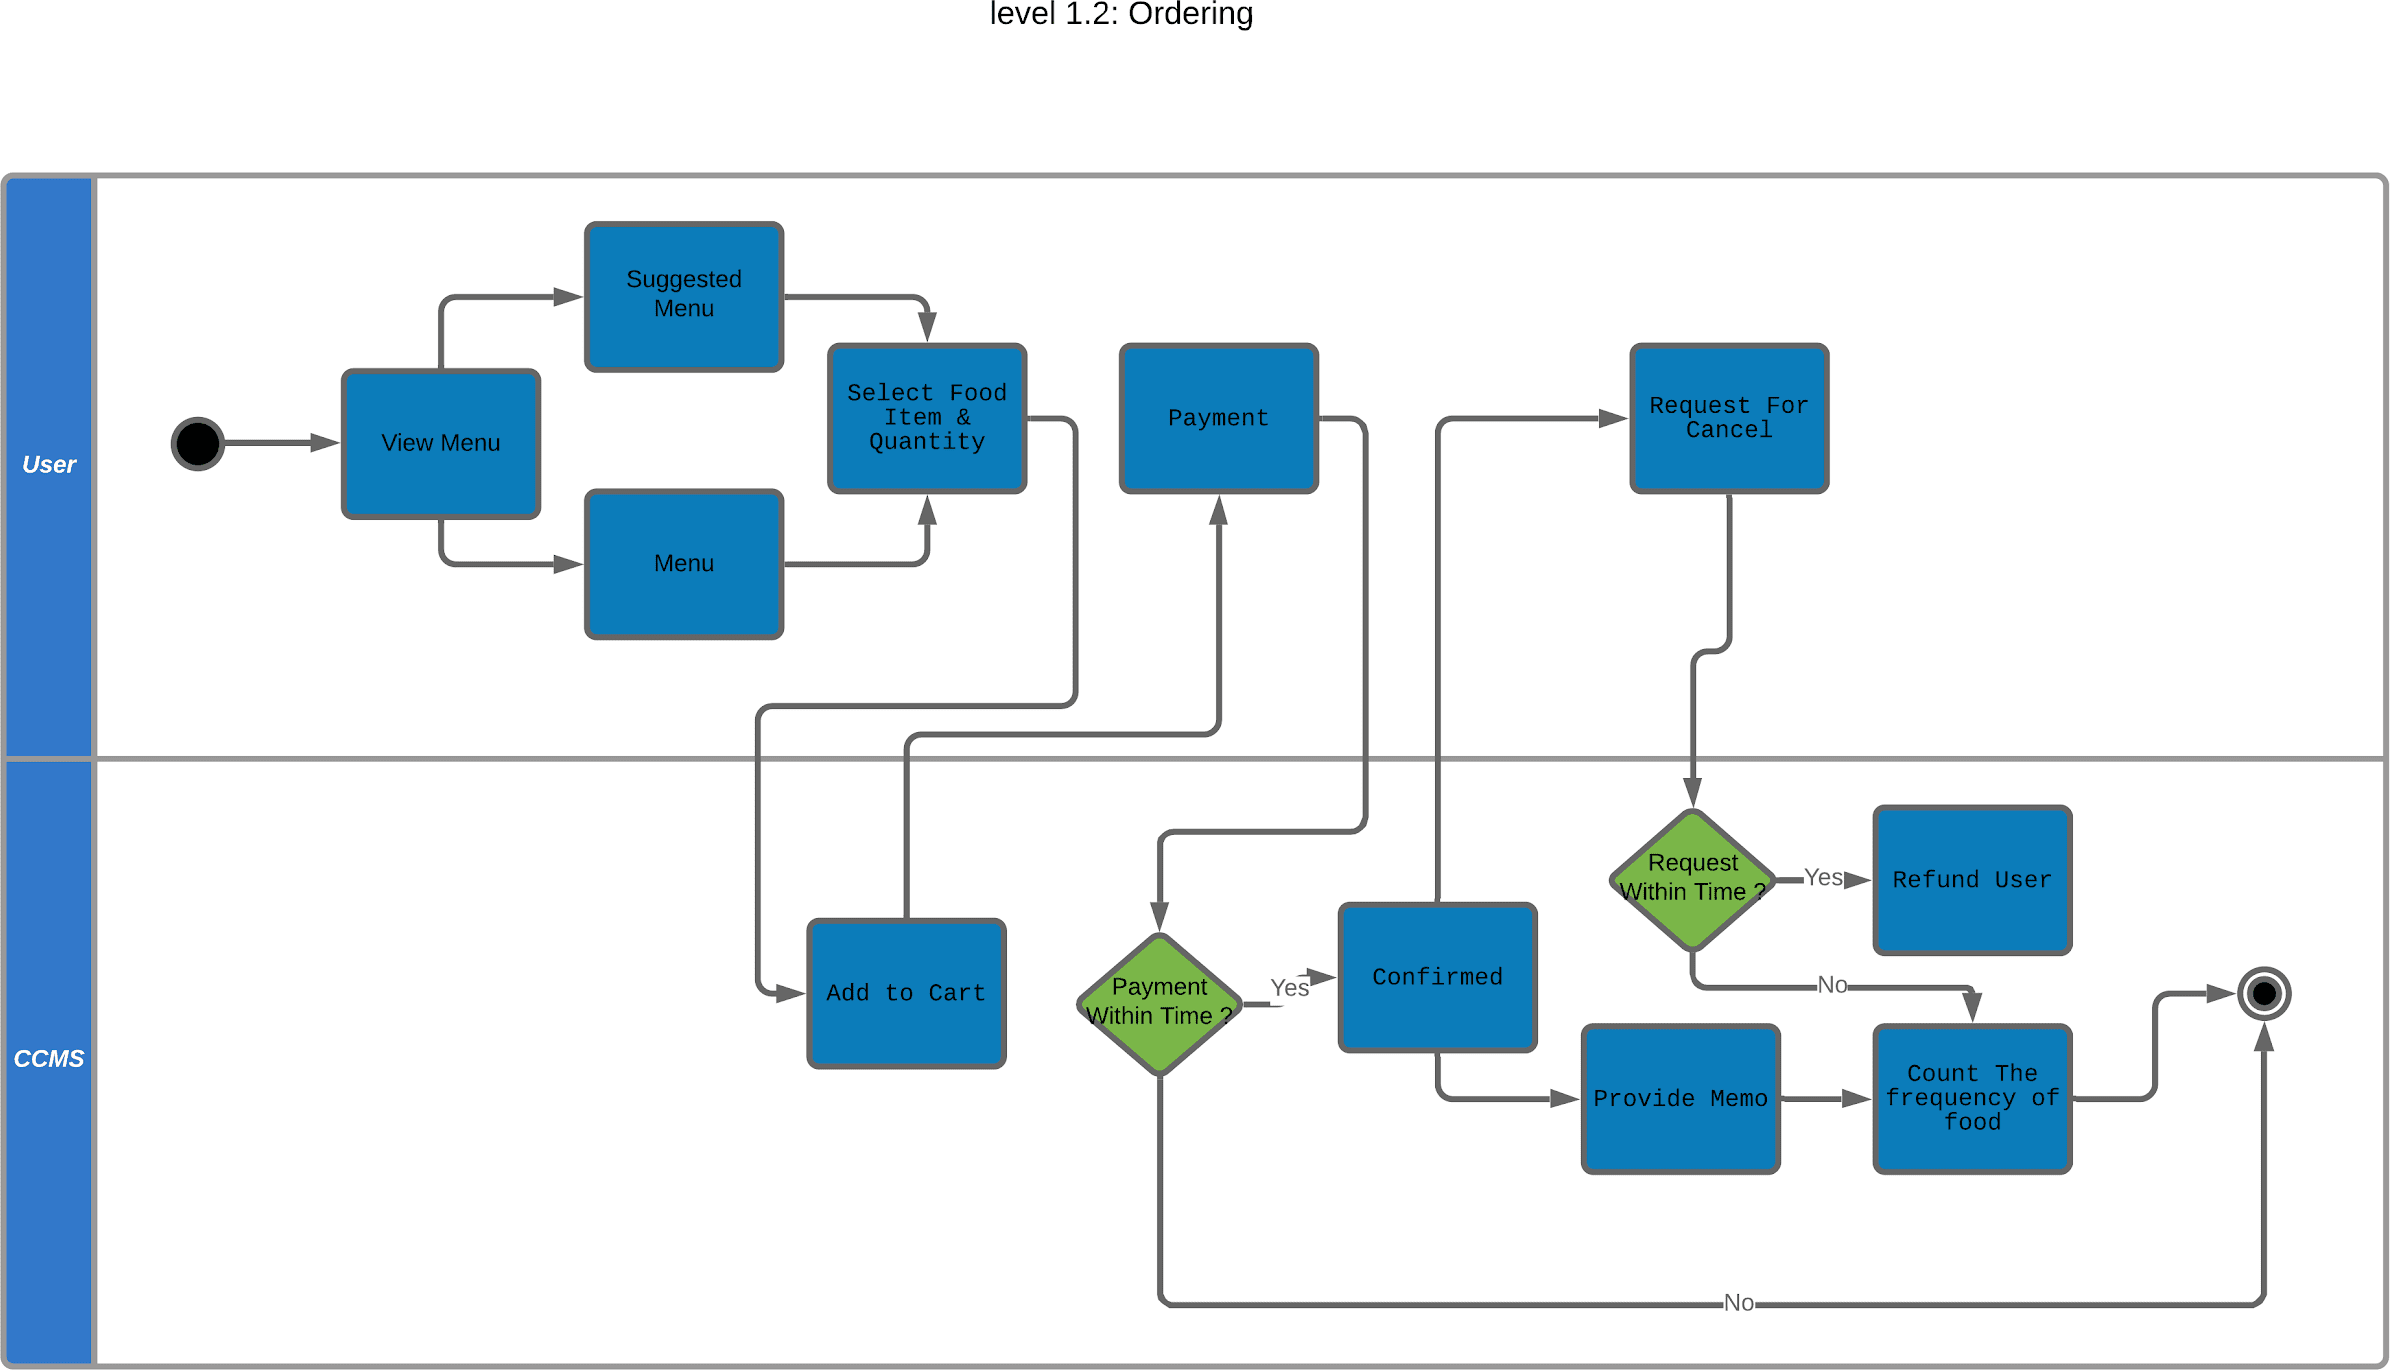 level 1.2: Ordering
User
Suggested
Menu
View Menu
Menu
Select Food
Item &
Quantity
Payment
Request For
Cancel
CCMS
Add to Cart
Payment
Within Time ?
Yes
Confirmed
Request
Within Time ?
Yes
Refund User
No
Provide Memo
Count The
frequency of
food
No